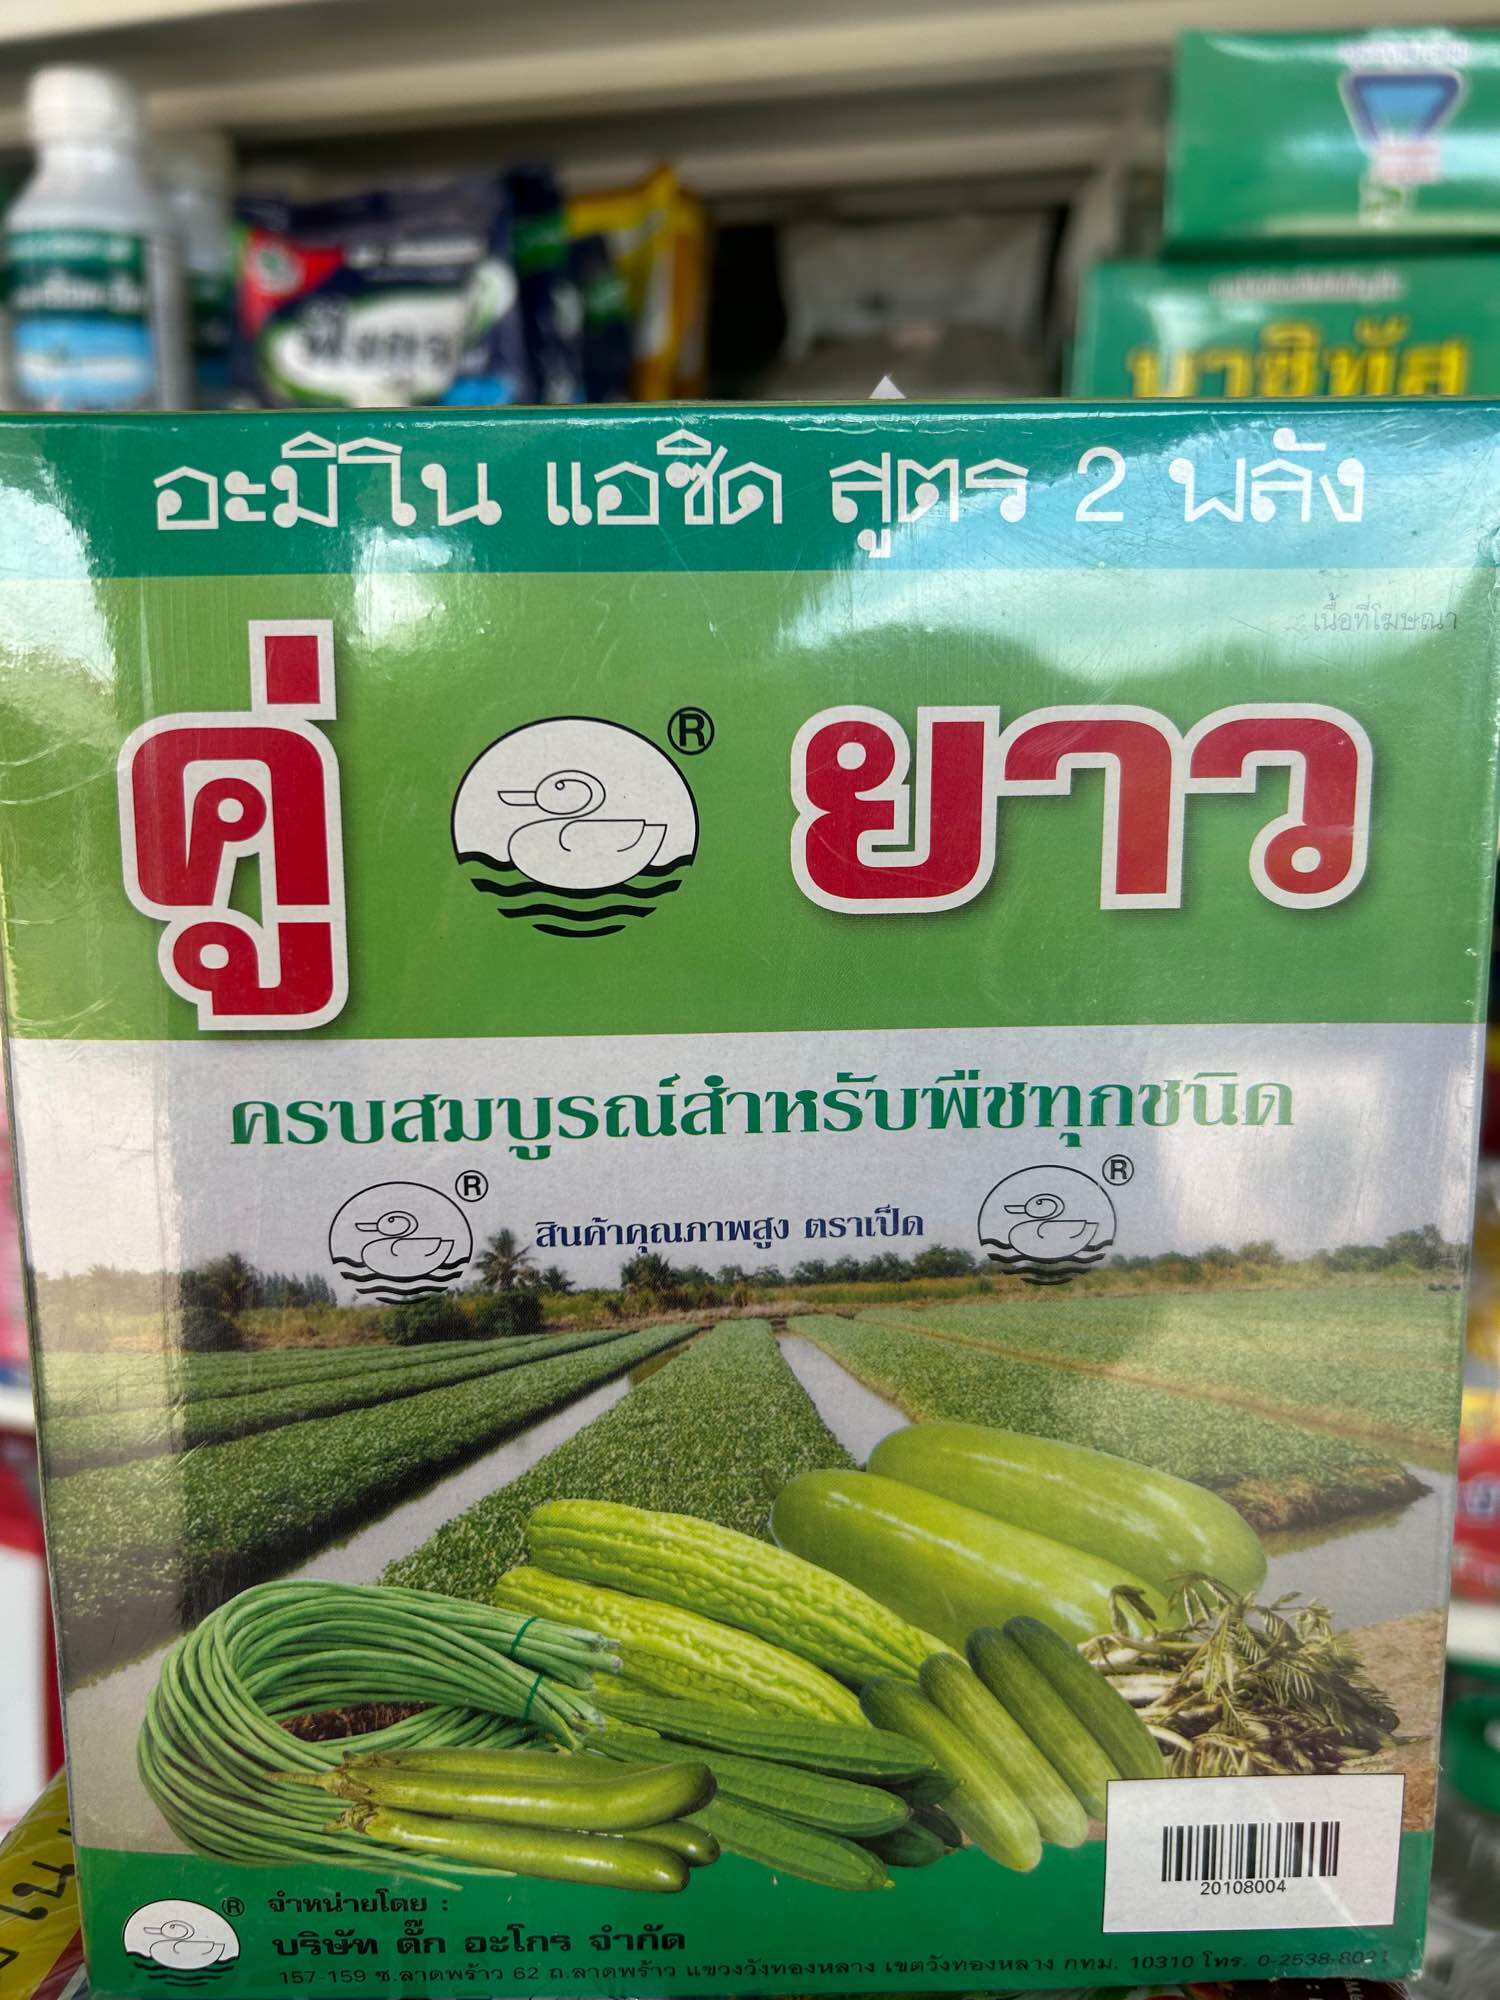 นาซิทัส
อะมิโน แอซิด สูตร 2 พลัง
เนื้อที่โฆษณา
คู่ ® ยาว
ครบสมบูรณ์สำหรับพืชทุกชนิด
® สินค้าคุณภาพสูง ตราเป็ด ®
20108004
® จำหน่ายโดย :
บริษัท ดั๊ก อะโกร จำกัด
157-159 ซ.ลาดพร้าว 62 ถ.ลาดพร้าว แขวงวังทองหลาง เขตวังทองหลาง กทม. 10310 โทร. 0-2538-8021